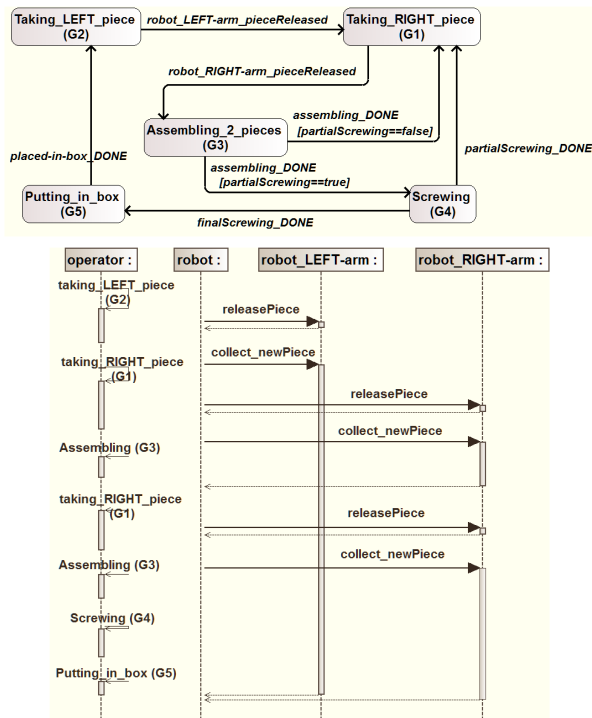 Taking_LEFT_piece
(G2)
robot_LEFT-arm_pieceReleased
Taking_RIGHT_piece
(G1)
robot_RIGHT-arm_pieceReleased
Assembling_2_pieces
(G3)
assembling_DONE
[partialScrewing==false]
placed-in-box_DONE
partialScrewing_DONE
assembling_DONE
[partialScrewing==true]
Putting_in_box
(G5)
Screwing
(G4)
finalScrewing_DONE
operator :
robot :
robot_LEFT-arm :
robot_RIGHT-arm :
taking_LEFT_piece
(G2)
releasePiece
collect_newPiece
taking_RIGHT_piece
(G1)
releasePiece
collect_newPiece
Assembling (G3)
taking_RIGHT_piece
(G1)
releasePiece
collect_newPiece
Assembling (G3)
Screwing (G4)
Putting_in_box (G5)